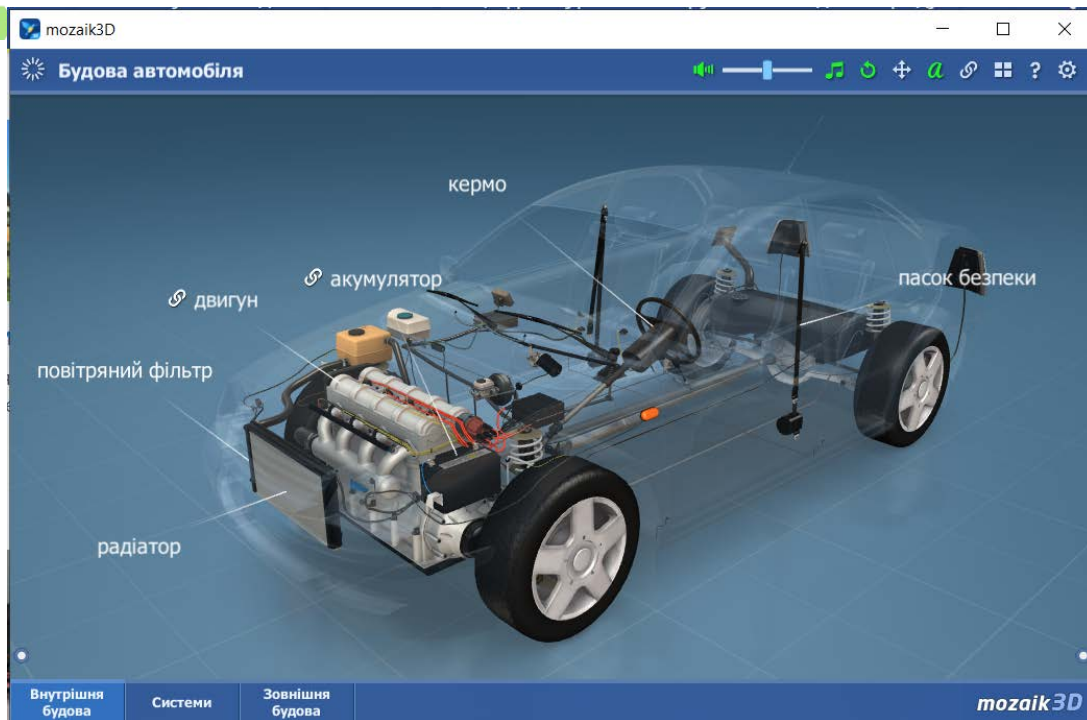 mozaik3D
Будова автомобіля
кермо
акумулятор
двигун
пасок безпеки
повітряний фільтр
радіатор
Внутрішня
будова
Системи
Зовнішня
будова
mozaik3D